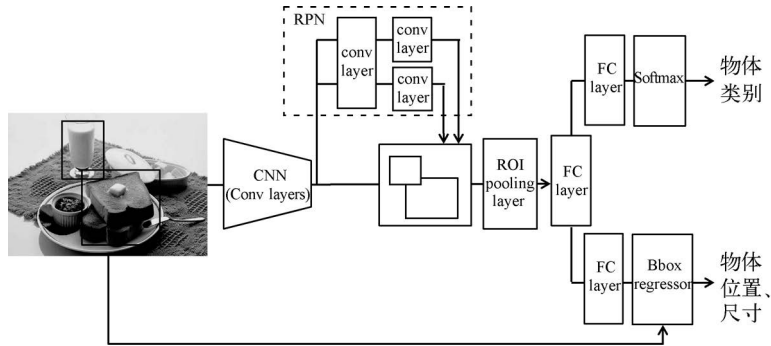 RPN
conv
layer
conv
layer
conv
layer
CNN
(Conv layers)
ROI
pooling
layer
FC
layer
FC
layer
Softmax
物体
类别
FC
layer
Bbox
regressor
物体
位置、
尺寸